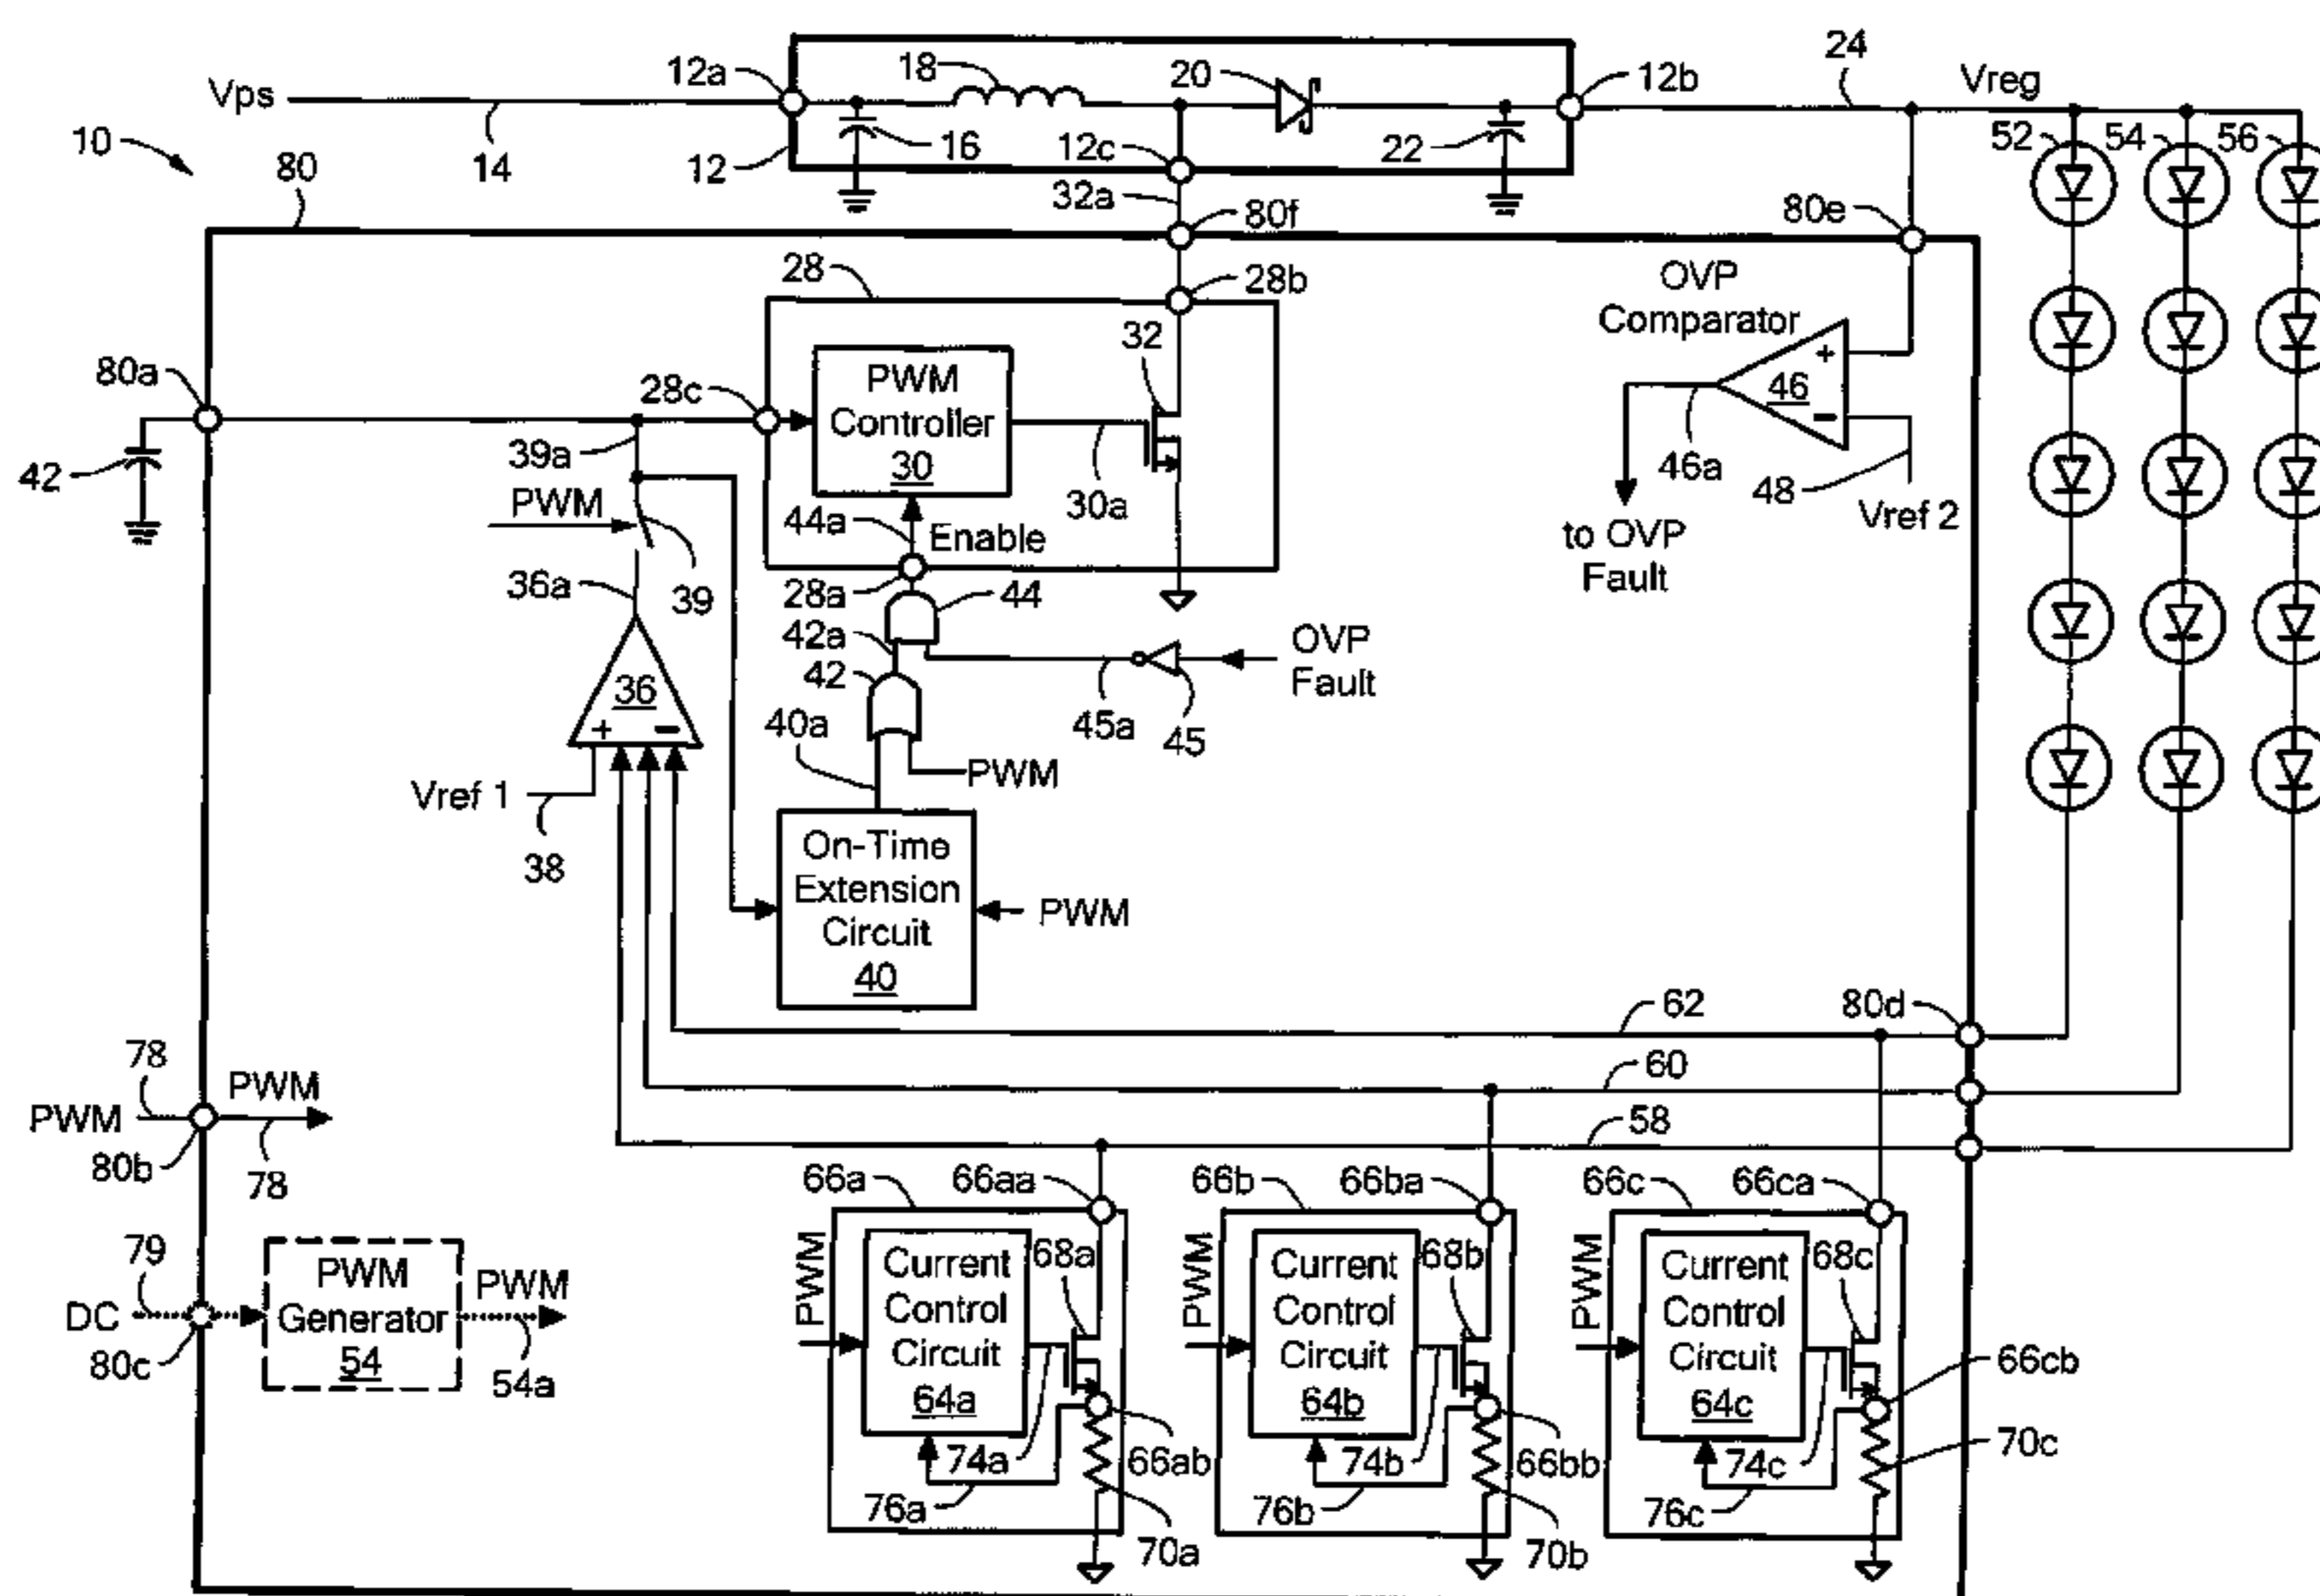 24
Vps
12a
18
20
12b
Vreg
10
80
14
12
16
12c
22
52
54
56
32a
80f
80e
28
28b
OVP
Comparator
32
46
+
−
80a
28c
PWM
Controller
30
39a
42
30a
46a
48
Vref 2
PWM
44a
Enable
to OVP
Fault
36a
39
28a
44
42a
OVP
Fault
42
45a
45
36
+
−
40a
PWM
Vref 1
38
On-Time
Extension
Circuit
40
PWM
62
80d
78
PWM
60
PWM
58
80b
78
66a
66aa
66b
66ba
66c
66ca
79
PWM
Generator
54
PWM
DC
80c
54a
PWM
Current
Control
Circuit
64a
68a
PWM
Current
Control
Circuit
64b
68b
PWM
Current
Control
Circuit
64c
68c
66cb
74a
66ab
74b
66bb
74c
70c
76a
76b
76c
70a
70b